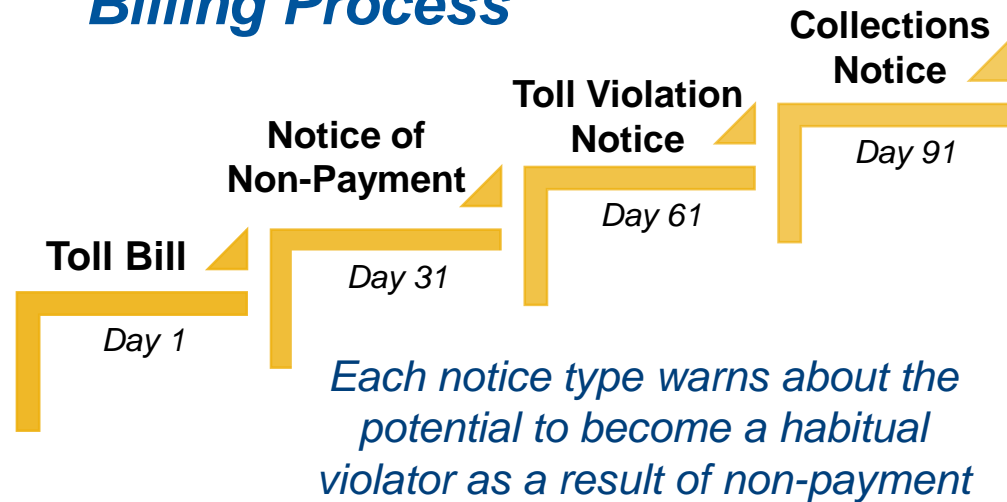 Billing Process
Toll Bill
Day 1
Notice of
Non-Payment
Day 31
Toll Violation
Notice
Day 61
Collections
Notice
Day 91
Each notice type warns about the
potential to become a habitual
violator as a result of non-payment